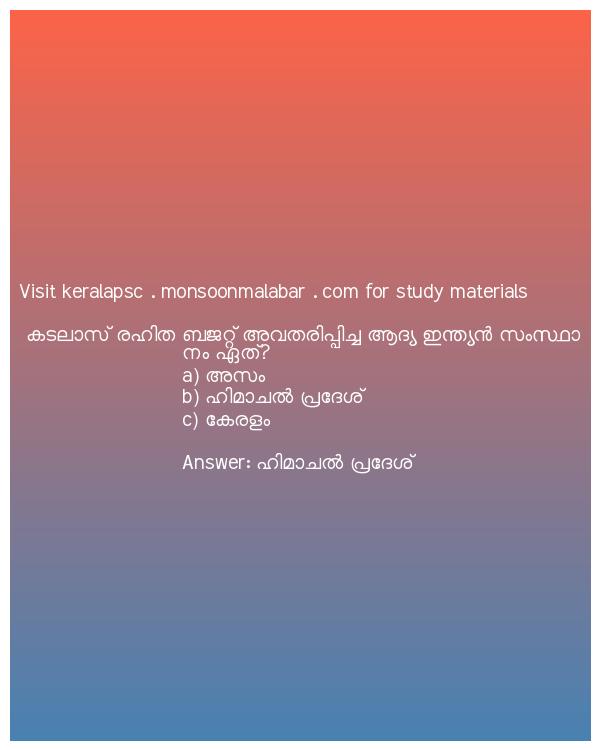 Visit keralapsc . monsoonmalabar . com for study materials
കടലാസ് രഹിത ബജറ്റ് അവതരിപ്പിച്ച ആദ്യ ഇന്ത്യൻ സംസ്ഥാ
നം ഏത്?
a) അസം
b) ഹിമാചൽ പ്രദേശ്
c) കേരളം
Answer: ഹിമാചൽ പ്രദേശ്